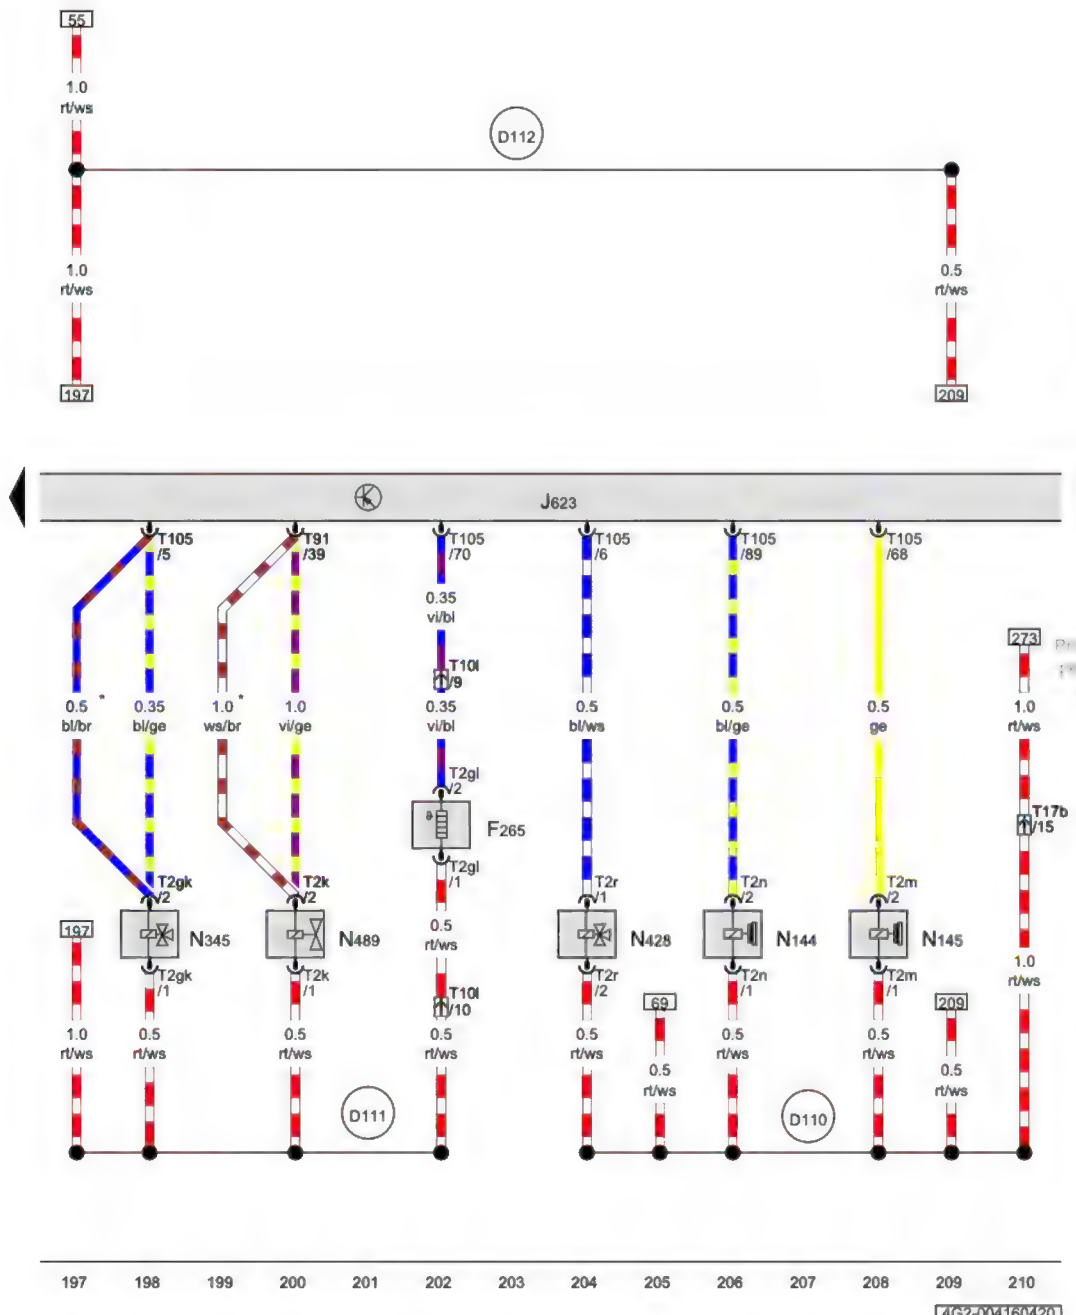 55
1.0
rt/ws
D112
1.0
rt/ws
0.5
rt/ws
197
209
J623
T105
/5
T91
/39
T105
/70
T105
/6
T105
/89
T105
/68
0.35
vi/bl
273
T10l
/9
0.5 *
bl/br
0.35
bl/ge
1.0 *
ws/br
1.0
vi/ge
0.35
vi/bl
0.5
bl/ws
0.5
bl/ge
0.5
ge
1.0
rt/ws
T2gl
/2
F265
T17b
/15
T2gl
/1
T2gk
/2
T2k
/2
T2r
/1
T2n
/2
T2m
/2
197
N345
N489
0.5
rt/ws
N428
N144
N145
1.0
rt/ws
T2gk
/1
T2k
/1
T10l
/10
T2r
/2
69
T2n
/1
T2m
/1
209
1.0
rt/ws
0.5
rt/ws
0.5
rt/ws
0.5
rt/ws
0.5
rt/ws
0.5
rt/ws
0.5
rt/ws
0.5
rt/ws
0.5
rt/ws
D111
D110
197 198 199 200 201 202 203 204 205 206 207 208 209 210
4G2-004160420